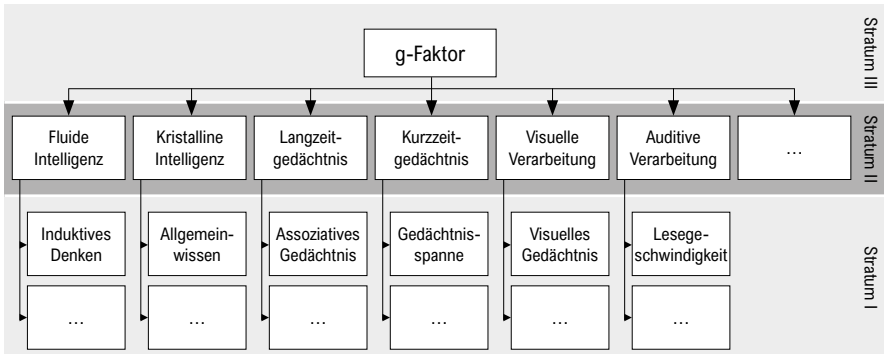 g-Faktor
Stratum III
Fluide
Intelligenz
Kristalline
Intelligenz
Langzeit-
gedächtnis
Kurzzeit-
gedächtnis
Visuelle
Verarbeitung
Auditive
Verarbeitung
…
Stratum II
Induktives
Denken
Allgemein-
wissen
Assoziatives
Gedächtnis
Gedächtnis-
spanne
Visuelles
Gedächtnis
Lesege-
schwindigkeit
Stratum I
…
…
…
…
…
…